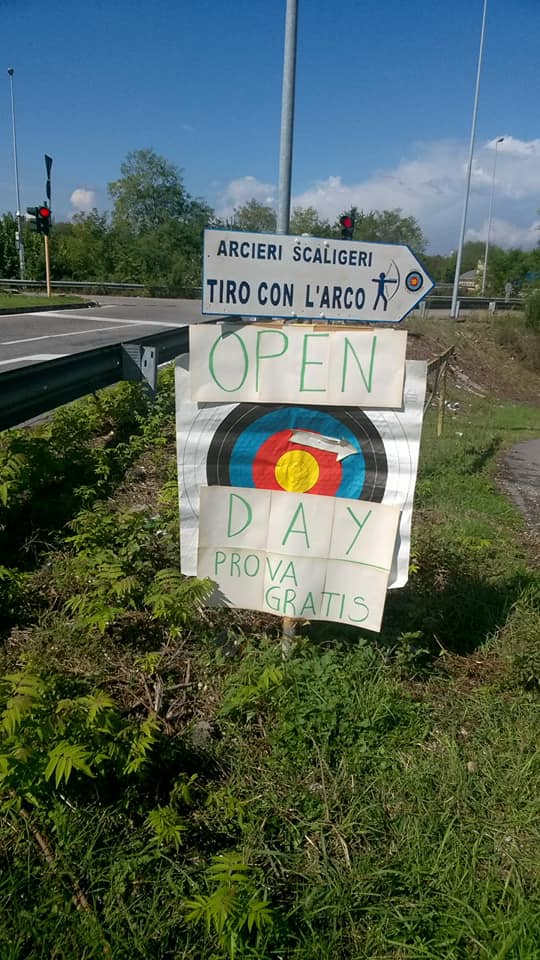 ARCIERI SCALIGERI
TIRO CON L'ARCO
OPEN
DAY
PROVA
GRATIS